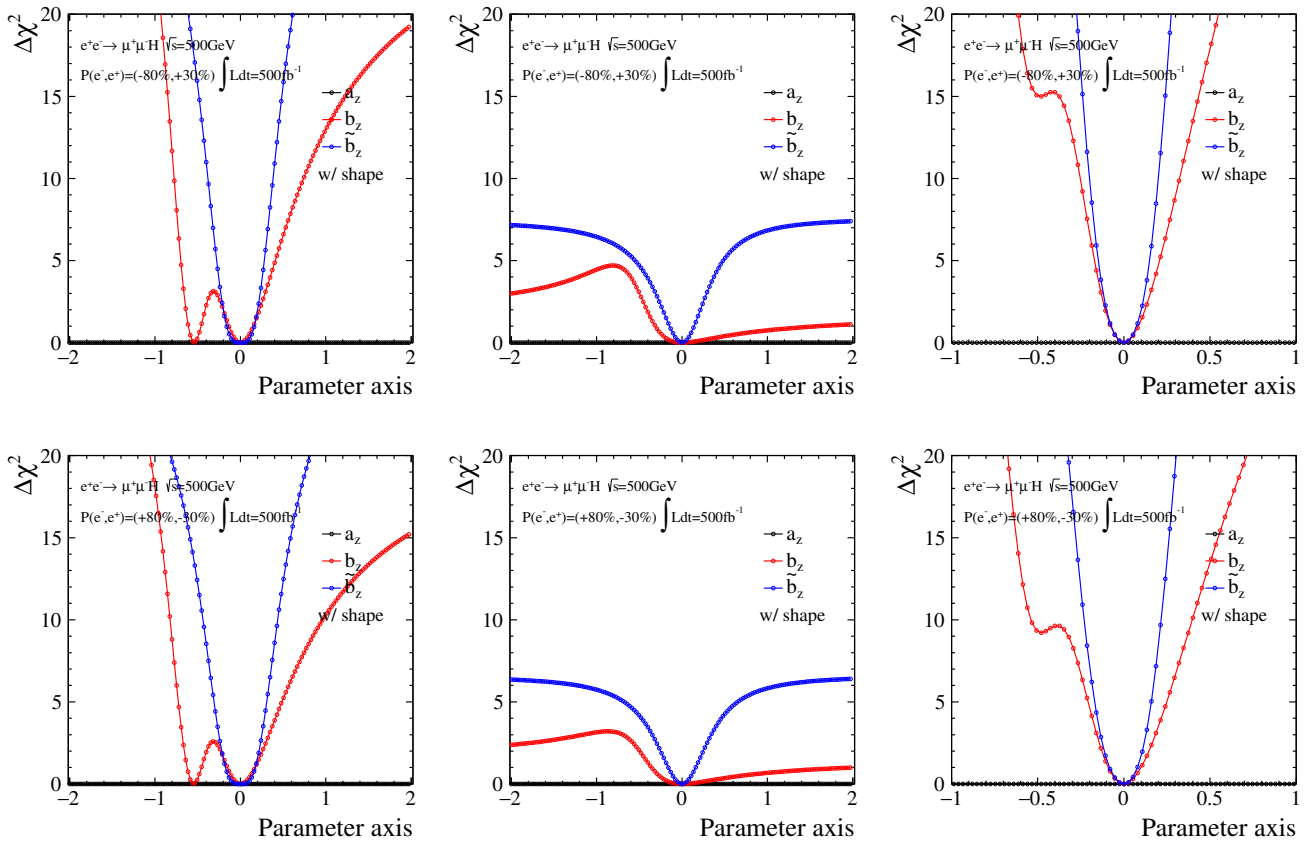 Δχ²
20
15
10
5
0
e⁺e⁻→ μ⁺μ⁻H √s=500GeV
P(e⁻,e⁺)=(-80%,+30%) ∫Ldt=500fb⁻¹
a_z
b_z
b̃_z
w/ shape
−2 −1 0 1 2
Parameter axis
Δχ²
20
15
10
5
0
e⁺e⁻→ μ⁺μ⁻H √s=500GeV
P(e⁻,e⁺)=(-80%,+30%) ∫Ldt=500fb⁻¹
a_z
b_z
b̃_z
w/ shape
−2 −1 0 1 2
Parameter axis
Δχ²
20
15
10
5
0
e⁺e⁻→ μ⁺μ⁻H √s=500GeV
P(e⁻,e⁺)=(-80%,+30%) ∫Ldt=500fb⁻¹
a_z
b_z
b̃_z
w/ shape
−1 −0.5 0 0.5 1
Parameter axis
Δχ²
20
15
10
5
0
e⁺e⁻→ μ⁺μ⁻H √s=500GeV
P(e⁻,e⁺)=(+80%,-30%) ∫Ldt=500fb⁻¹
a_z
b_z
b̃_z
w/ shape
−2 −1 0 1 2
Parameter axis
Δχ²
20
15
10
5
0
e⁺e⁻→ μ⁺μ⁻H √s=500GeV
P(e⁻,e⁺)=(+80%,-30%) ∫Ldt=500fb⁻¹
a_z
b_z
b̃_z
w/ shape
−2 −1 0 1 2
Parameter axis
Δχ²
20
15
10
5
0
e⁺e⁻→ μ⁺μ⁻H √s=500GeV
P(e⁻,e⁺)=(+80%,-30%) ∫Ldt=500fb⁻¹
a_z
b_z
b̃_z
w/ shape
−1 −0.5 0 0.5 1
Parameter axis